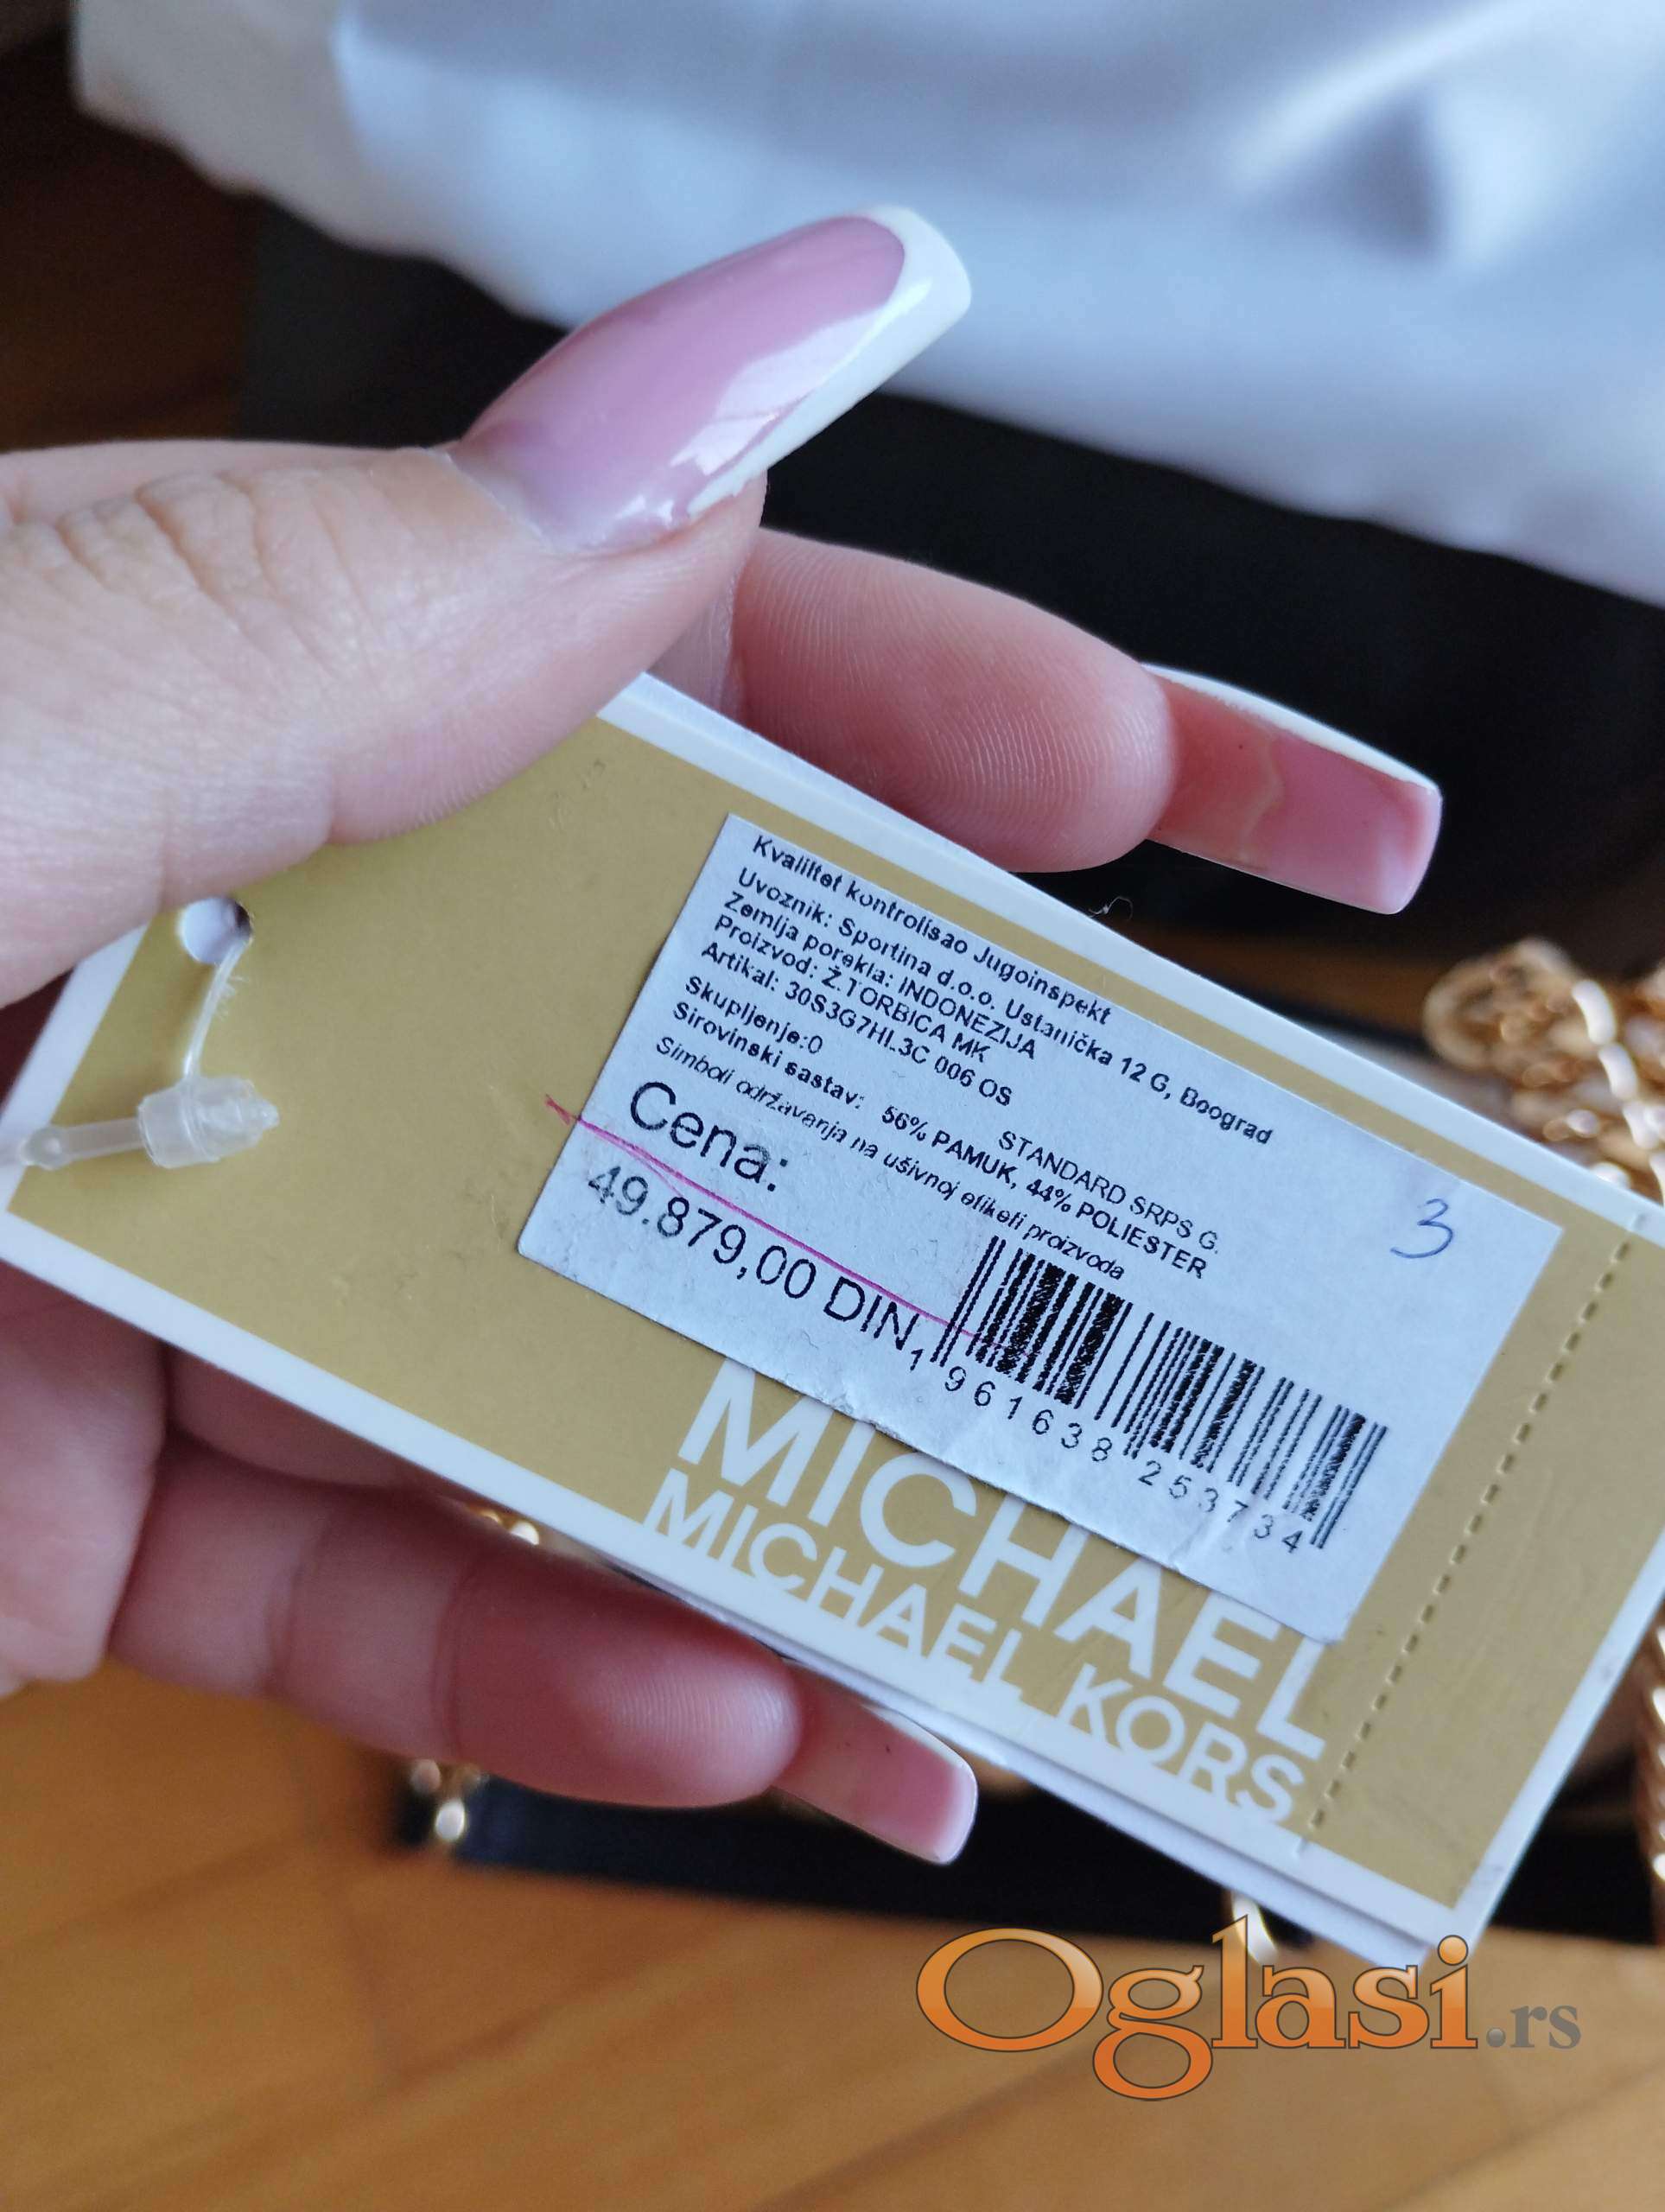 Kvalitet kontrolisao Jugoinspekt
Uvoznik: Sportina d.o.o. Ustanička 12 G, Beograd
Zemlja porekla: INDONEZIJA
Proizvod: Ž.TORBICA MK
Artikal: 30S3G7HL3C 006 OS
Skupljenje:0 STANDARD SRPS G.
Sirovinski sastav: 56% PAMUK, 44% POLIESTER
Simboli održavanja na ušivnoj etiketi proizvoda
3
Cena:
49.879,00 DIN
1 961638 253734
MICHAEL
MICHAEL KORS
Oglasi.rs